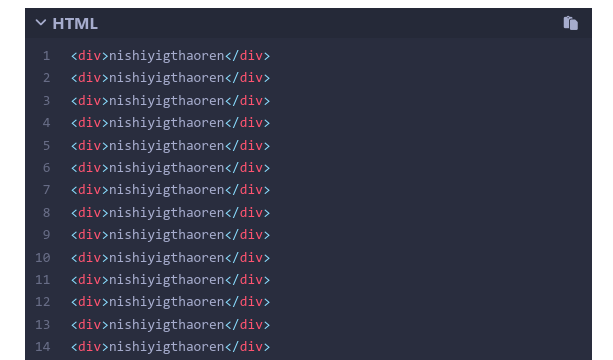 HTML
1 <div>nishiyigthaoren</div>
2 <div>nishiyigthaoren</div>
3 <div>nishiyigthaoren</div>
4 <div>nishiyigthaoren</div>
5 <div>nishiyigthaoren</div>
6 <div>nishiyigthaoren</div>
7 <div>nishiyigthaoren</div>
8 <div>nishiyigthaoren</div>
9 <div>nishiyigthaoren</div>
10 <div>nishiyigthaoren</div>
11 <div>nishiyigthaoren</div>
12 <div>nishiyigthaoren</div>
13 <div>nishiyigthaoren</div>
14 <div>nishiyigthaoren</div>